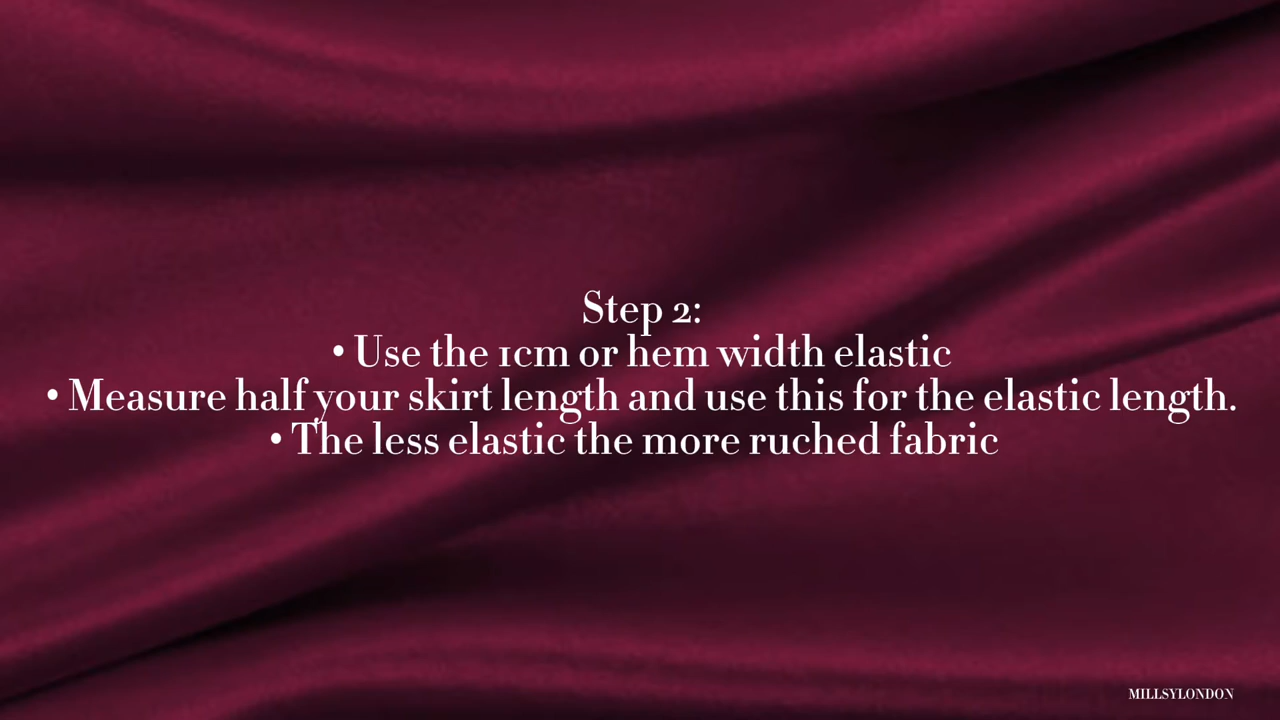 Step 2:
• Use the 1cm or hem width elastic
• Measure half your skirt length and use this for the elastic length.
• The less elastic the more ruched fabric
MILLSYLONDON